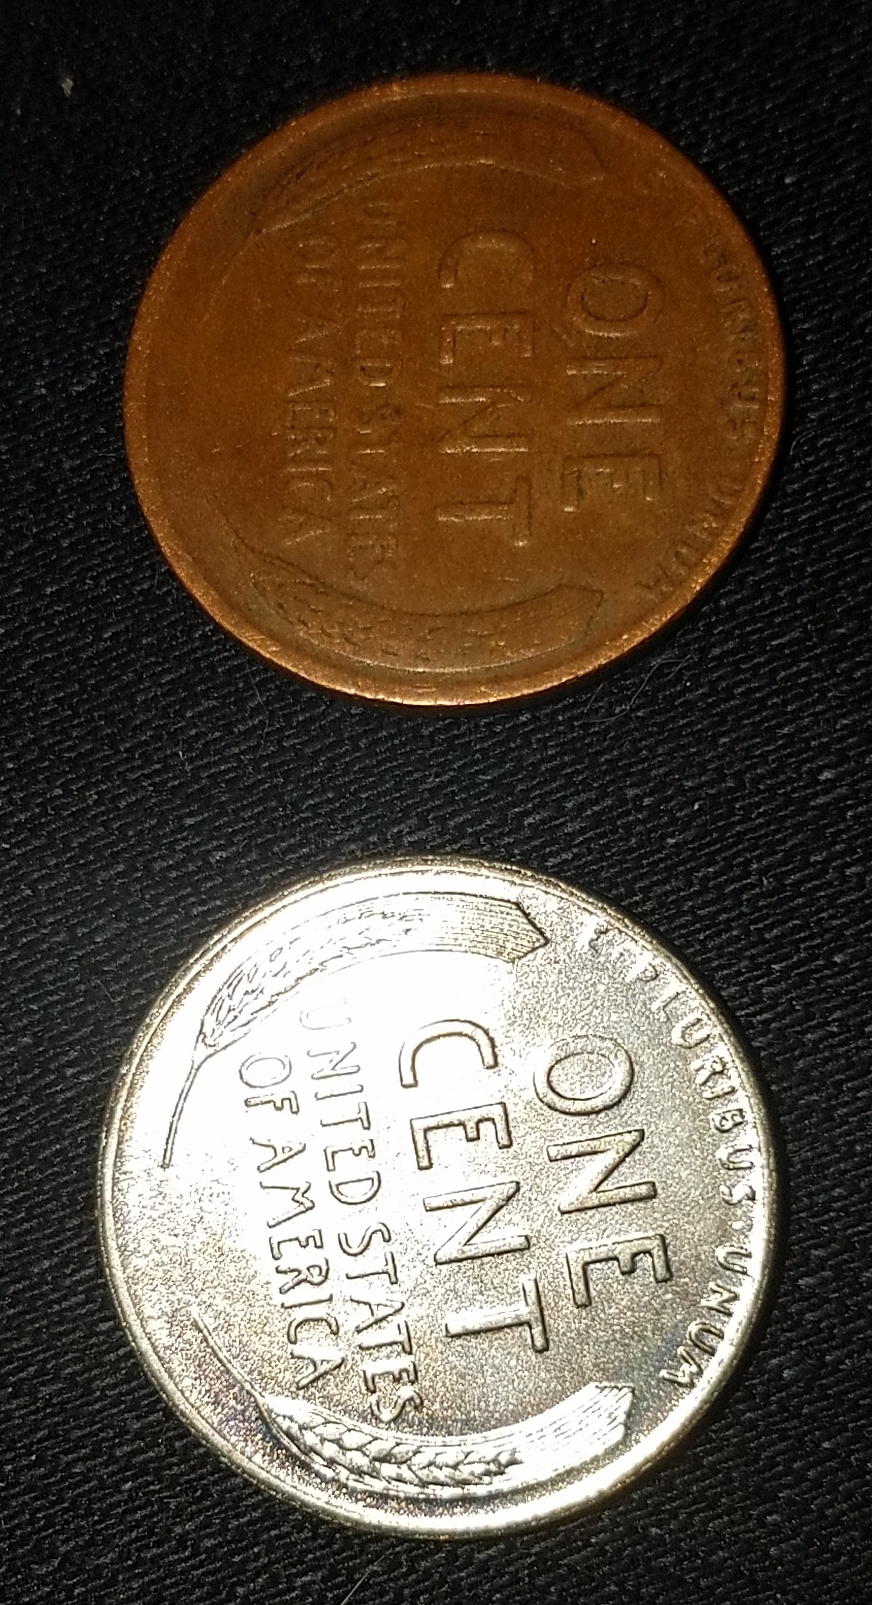 PLURIBUS UNUM
ONE
CENT
UNITED STATES
OF AMERICA
E · PLURIBUS · UNUM
ONE
CENT
UNITED STATES
OF AMERICA